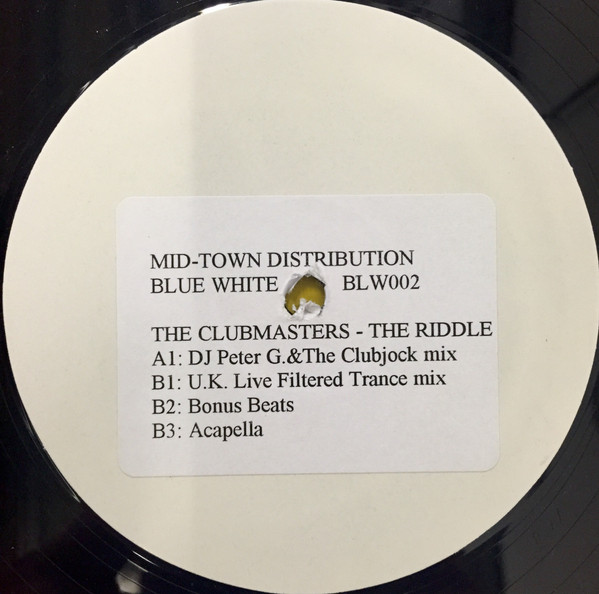 MID-TOWN DISTRIBUTION
BLUE WHITE BLW002
THE CLUBMASTERS - THE RIDDLE
A1: DJ Peter G.&The Clubjock mix
B1: U.K. Live Filtered Trance mix
B2: Bonus Beats
B3: Acapella